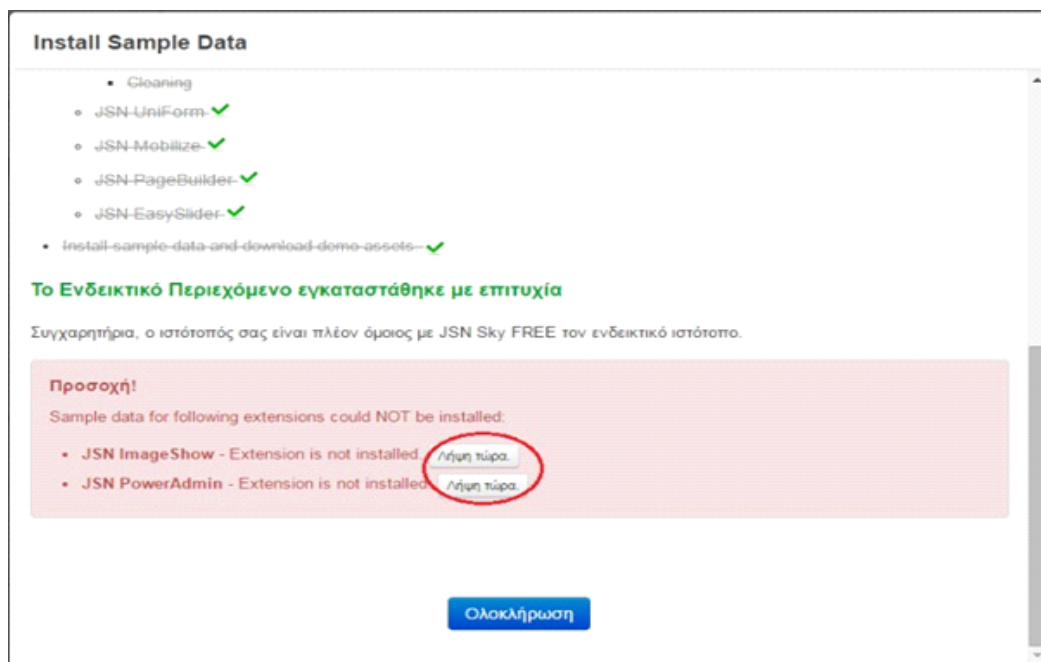 Install Sample Data
Cleaning
JSN UniForm
JSN Mobilize
JSN PageBuilder
JSN EasySlider
Install sample data and download demo assets.
Το Ενδεικτικό Περιεχόμενο εγκαταστάθηκε με επιτυχία
Συγχαρητήρια, ο ιστότοπός σας είναι πλέον όμοιος με JSN Sky FREE τον ενδεικτικό ιστότοπο.
Προσοχή!
Sample data for following extensions could NOT be installed:
JSN ImageShow - Extension is not installed. Λήψη τώρα.
JSN PowerAdmin - Extension is not installed. Λήψη τώρα.
Ολοκλήρωση